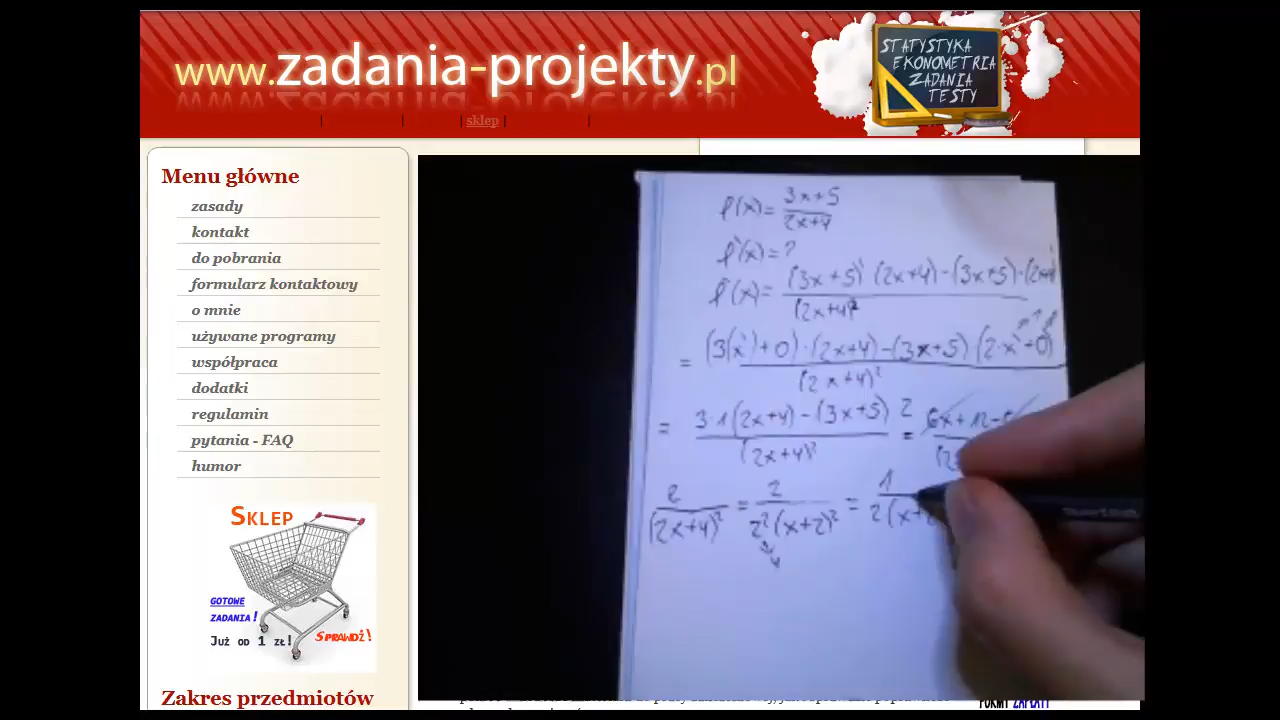 www.zadania-projekty.pl
STATYSTYKA
EKONOMETRIA
ZADANIA
TESTY
sklep
Menu główne
zasady
kontakt
do pobrania
formularz kontaktowy
o mnie
używane programy
współpraca
dodatki
regulamin
pytania - FAQ
humor
SKLEP
GOTOWE
ZADANIA!
Już od 1 zł!
SPRAWDŹ!
Zakres przedmiotów
f(x) = (3x+5)/(2x+4)
f'(x) = ?
f'(x) = ((3x+5)' (2x+4) - (3x+5) · (2x+4)')/(2x+4)²
= ((3(x)' + 0) · (2x+4) - (3x+5) (2 · x' + 0))/(2x+4)²
= (3·1(2x+4) - (3x+5) 2)/(2x+4)² = 6x + 12 -
2/(2x+4)² = 2/(2²(x+2)²) = 1/2(x+2
4